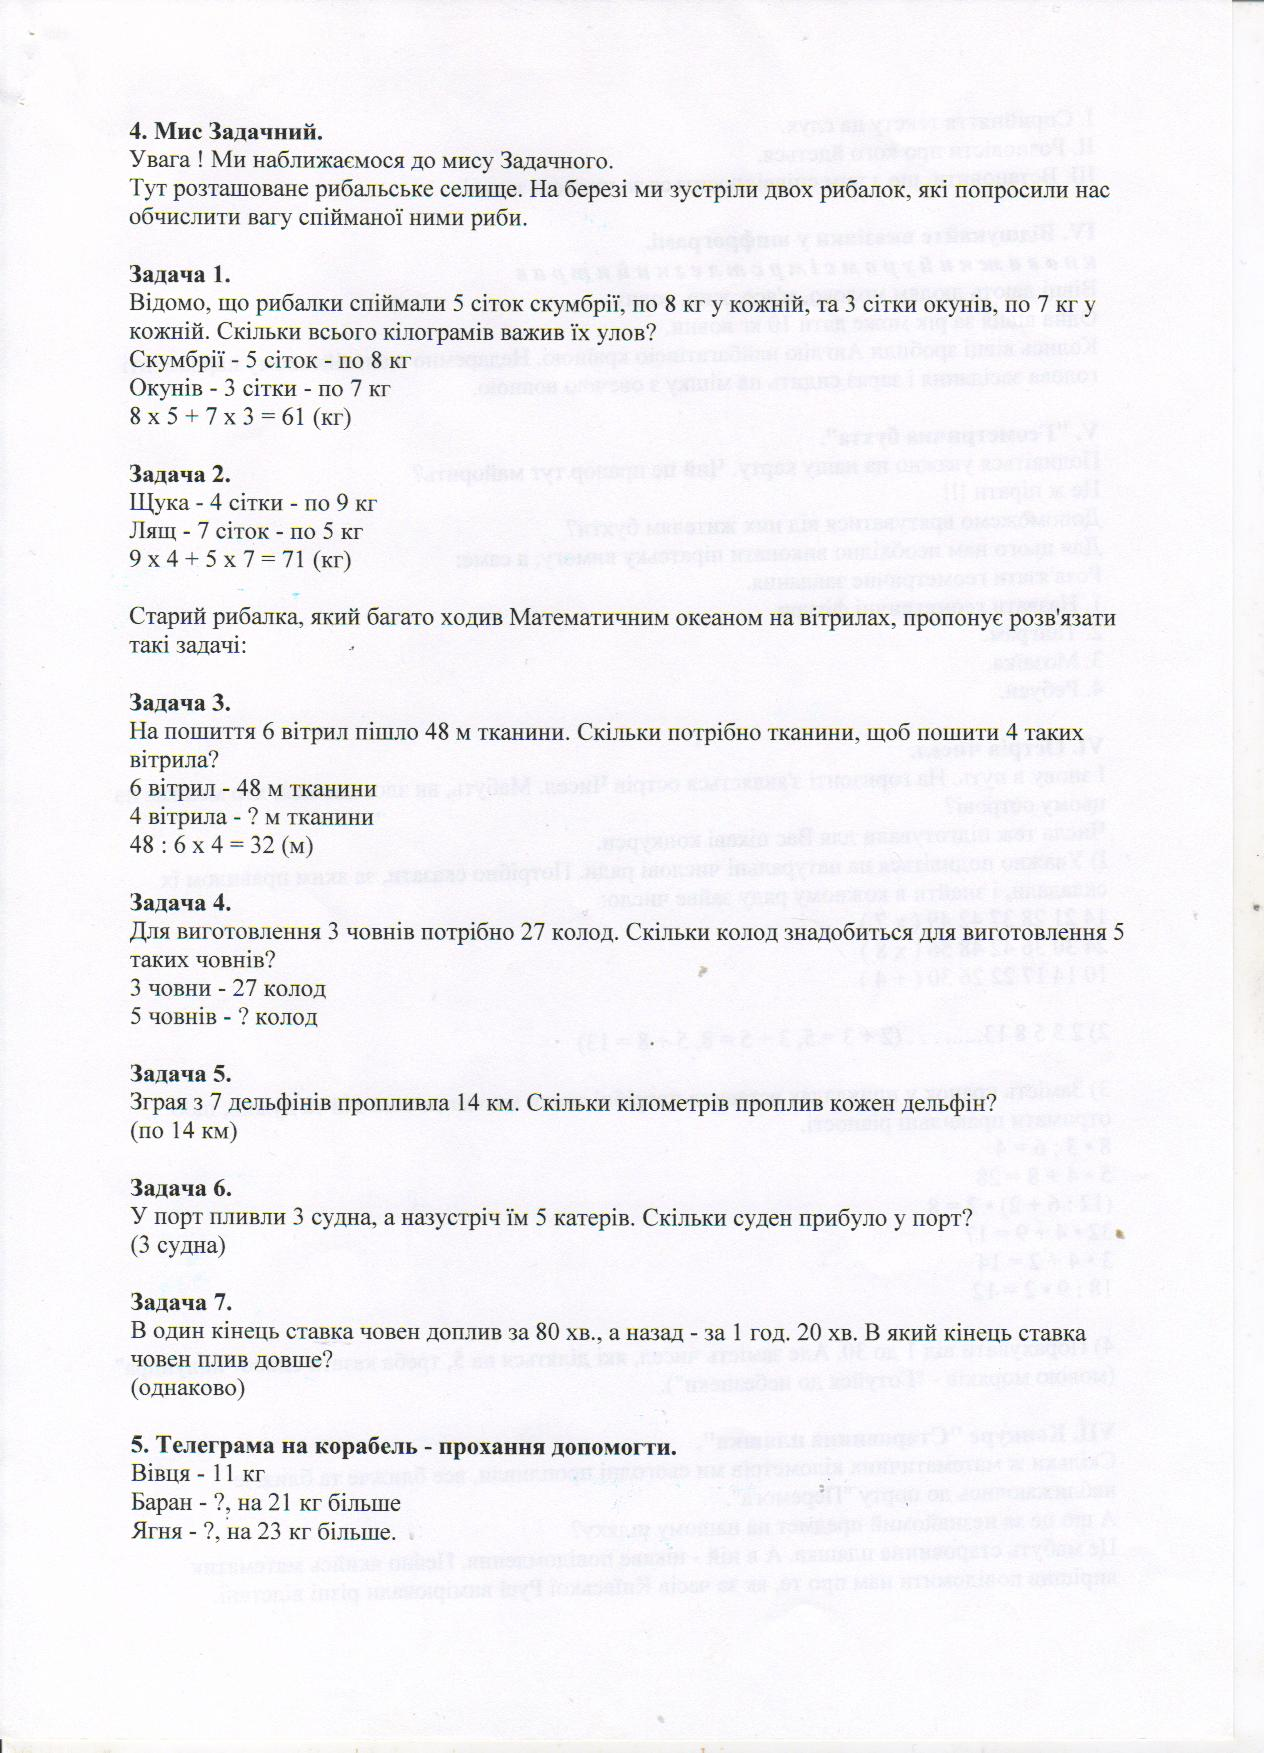 4. Мис Задачний.
Увага ! Ми наближаємося до мису Задачного.
Тут розташоване рибальське селище. На березі ми зустріли двох рибалок, які попросили нас
обчислити вагу спійманої ними риби.
Задача 1.
Відомо, що рибалки спіймали 5 сіток скумбрії, по 8 кг у кожній, та 3 сітки окунів, по 7 кг у
кожній. Скільки всього кілограмів важив їх улов?
Скумбрії - 5 сіток - по 8 кг
Окунів - 3 сітки - по 7 кг
8 х 5 + 7 х 3 = 61 (кг)
Задача 2.
Щука - 4 сітки - по 9 кг
Лящ - 7 сіток - по 5 кг
9 х 4 + 5 х 7 = 71 (кг)
Старий рибалка, який багато ходив Математичним океаном на вітрилах, пропонує розв'язати
такі задачі:
Задача 3.
На пошиття 6 вітрил пішло 48 м тканини. Скільки потрібно тканини, щоб пошити 4 таких
вітрила?
6 вітрил - 48 м тканини
4 вітрила - ? м тканини
48 : 6 х 4 = 32 (м)
Задача 4.
Для виготовлення 3 човнів потрібно 27 колод. Скільки колод знадобиться для виготовлення 5
таких човнів?
3 човни - 27 колод
5 човнів - ? колод
Задача 5.
Зграя з 7 дельфінів пропливла 14 км. Скільки кілометрів проплив кожен дельфін?
(по 14 км)
Задача 6.
У порт пливли 3 судна, а назустріч їм 5 катерів. Скільки суден прибуло у порт?
(3 судна)
Задача 7.
В один кінець ставка човен доплив за 80 хв., а назад - за 1 год. 20 хв. В який кінець ставка
човен плив довше?
(однаково)
5. Телеграма на корабель - прохання допомогти.
Вівця - 11 кг
Баран - ?, на 21 кг більше
Ягня - ?, на 23 кг більше.